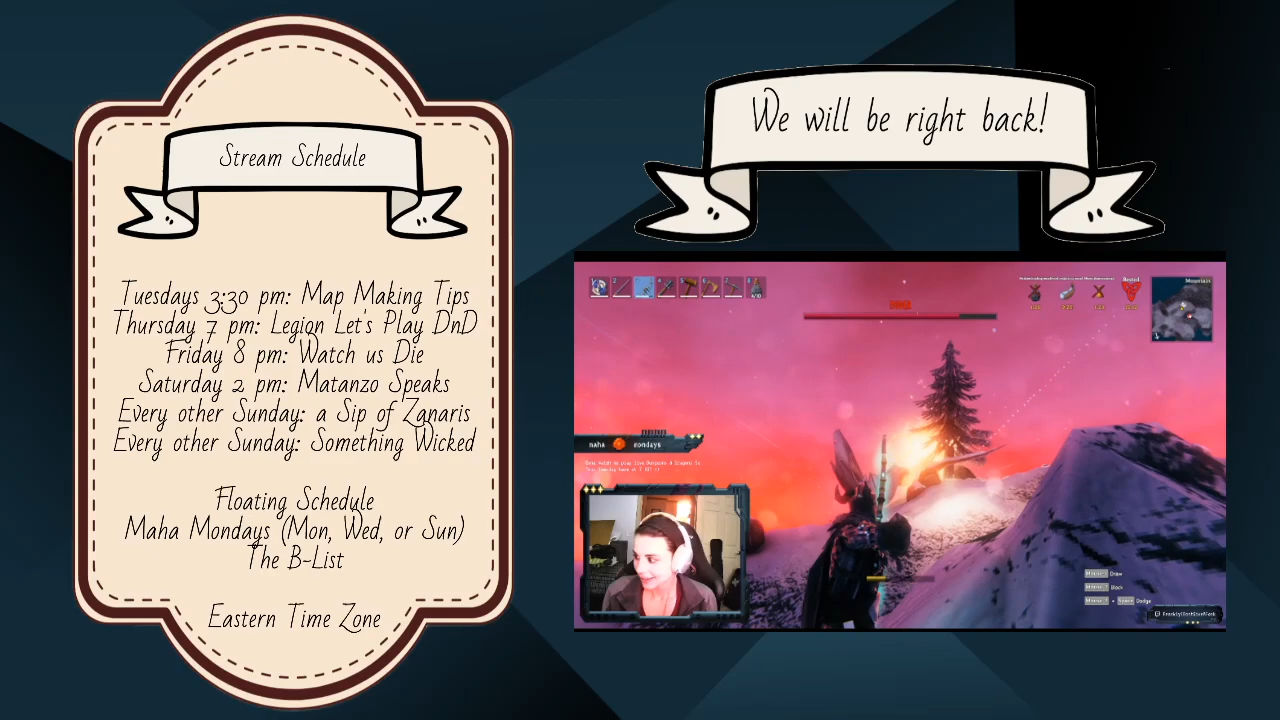 Stream Schedule
Tuesdays 3:30 pm: Map Making Tips
Thursday 7 pm: Legion Let's Play DnD
Friday 8 pm: Watch us Die
Saturday 2 pm: Matanzo Speaks
Every other Sunday: a Sip of Zanaris
Every other Sunday: Something Wicked
Floating Schedule
Maha Mondays (Mon, Wed, or Sun)
The B-List
Eastern Time Zone
We will be right back!
Rested
Mountain
maha mondays
Draw
Block
Dodge